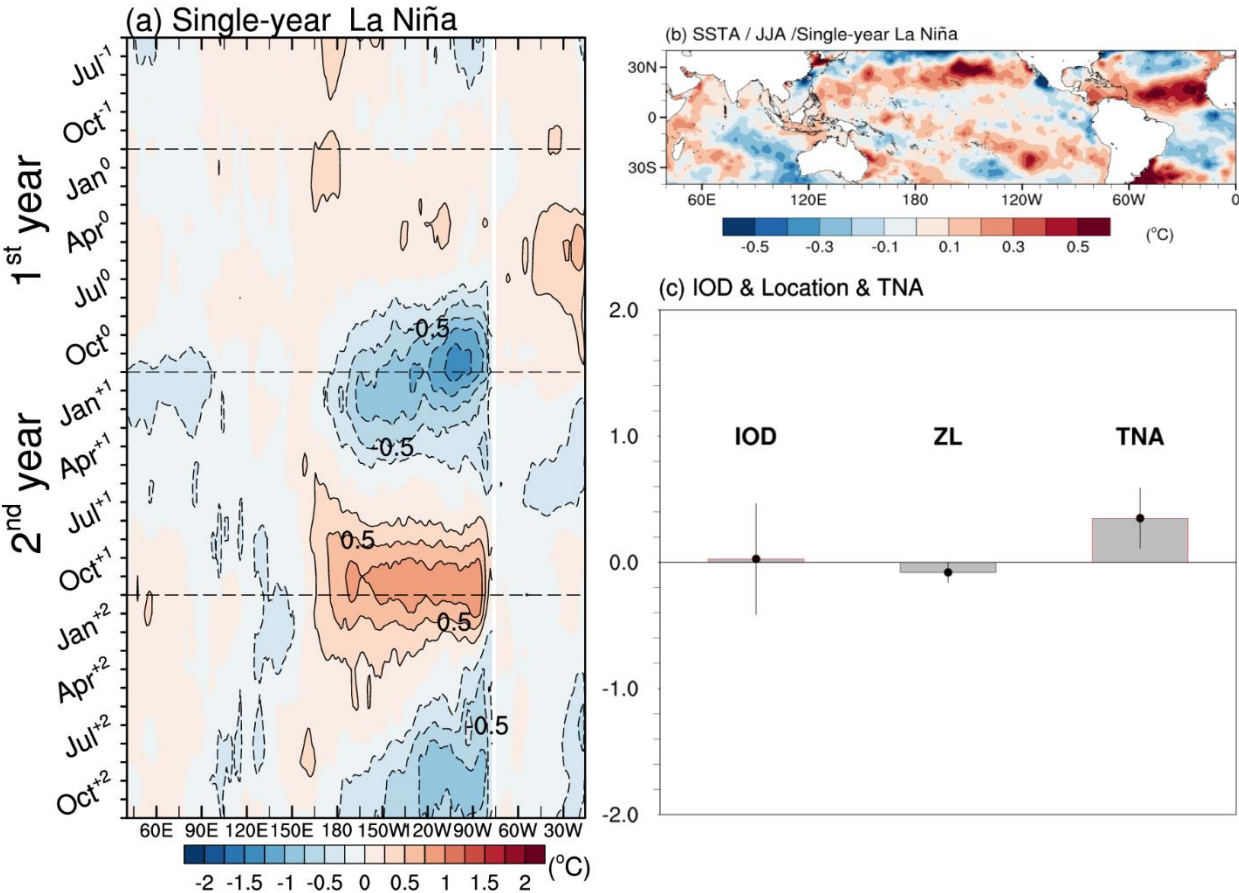 (a) Single-year La Niña
1st year
2nd year
Jul-1
Oct-1
Jan0
Apr0
Jul0
Oct0
Jan+1
Apr+1
Jul+1
Oct+1
Jan+2
Apr+2
Jul+2
Oct+2
-0.5
-0.5
0.5
0.5
-0.5
60E 90E 120E 150E 180 150W 120W 90W 60W 30W
-2 -1.5 -1 -0.5 0 0.5 1 1.5 2 (°C)
(b) SSTA / JJA /Single-year La Niña
30N
0
30S
60E 120E 180 120W 60W 0
-0.5 -0.3 -0.1 0.1 0.3 0.5 (°C)
(c) IOD & Location & TNA
2.0
1.0
0.0
-1.0
-2.0
IOD ZL TNA